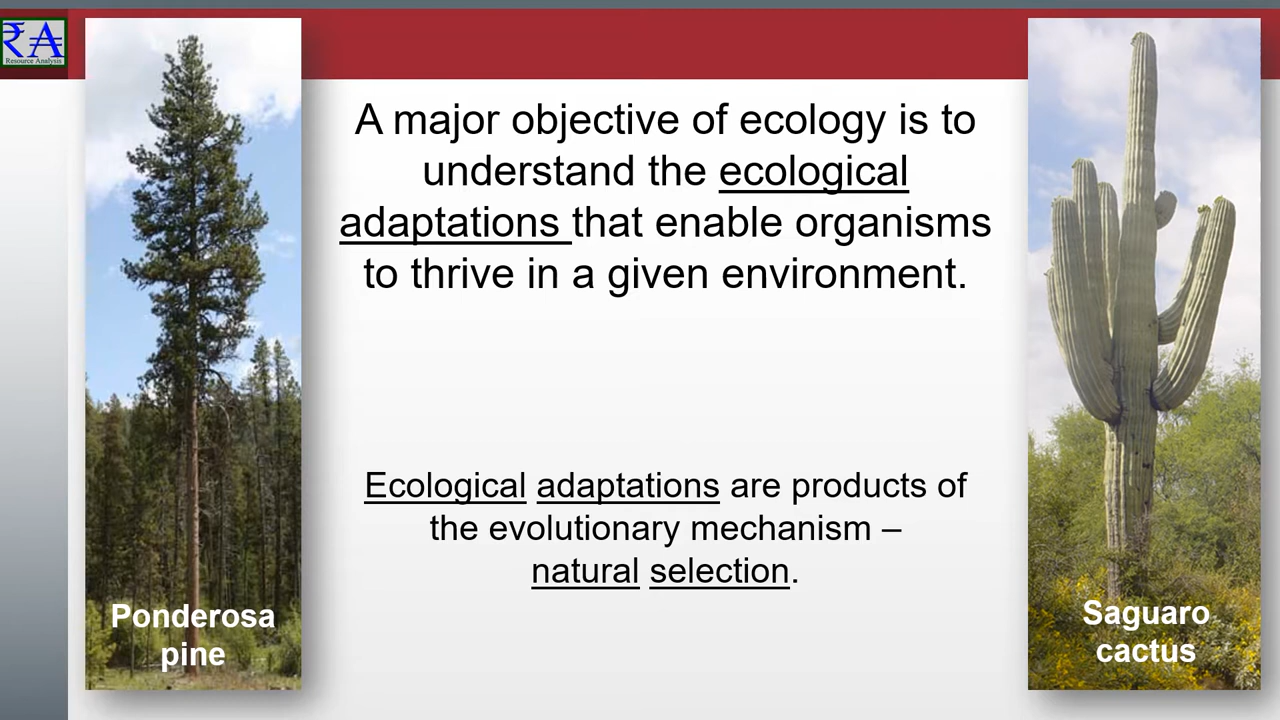 ₹A
Resource Analysis
A major objective of ecology is to
understand the ecological
adaptations that enable organisms
to thrive in a given environment.
Ecological adaptations are products of
the evolutionary mechanism –
natural selection.
Ponderosa
pine
Saguaro
cactus